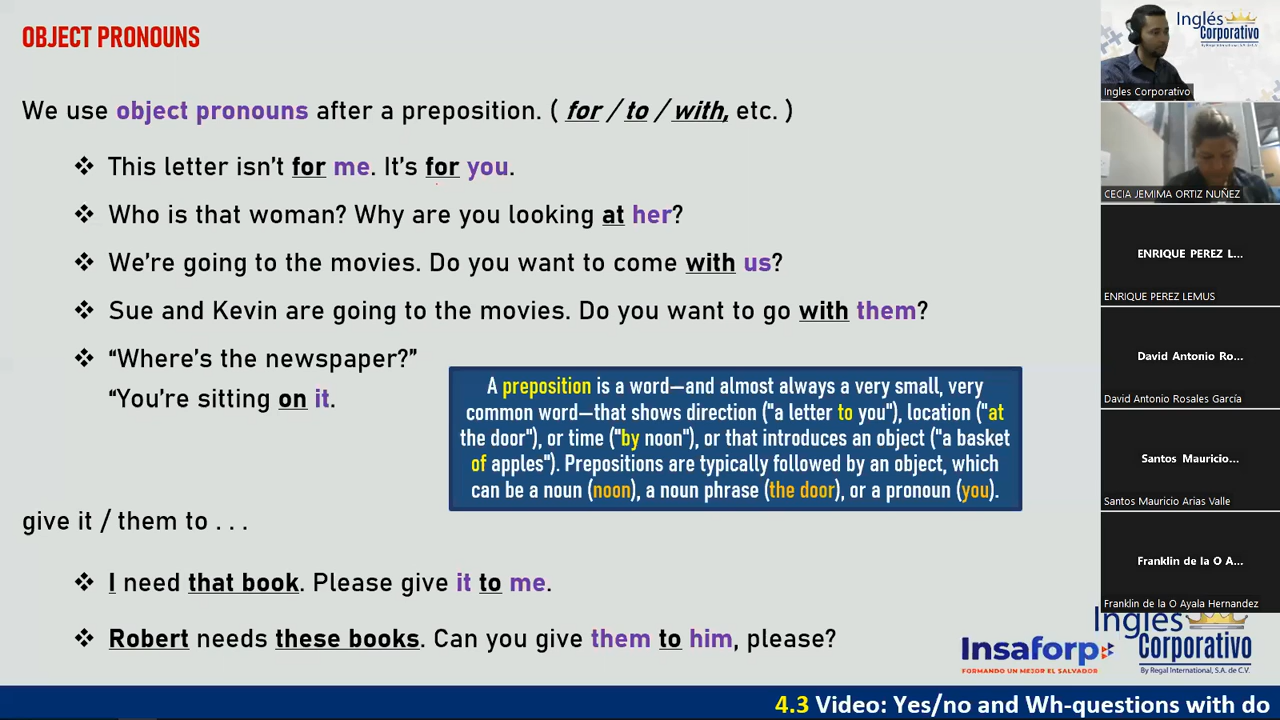 OBJECT PRONOUNS
We use object pronouns after a preposition. ( for / to / with, etc. )
❖ This letter isn't for me. It's for you.
❖ Who is that woman? Why are you looking at her?
❖ We're going to the movies. Do you want to come with us?
❖ Sue and Kevin are going to the movies. Do you want to go with them?
❖ “Where's the newspaper?”
“You're sitting on it.
A preposition is a word—and almost always a very small, very
common word—that shows direction ("a letter to you"), location ("at
the door"), or time ("by noon"), or that introduces an object ("a basket
of apples"). Prepositions are typically followed by an object, which
can be a noun (noon), a noun phrase (the door), or a pronoun (you).
give it / them to . . .
❖ I need that book. Please give it to me.
❖ Robert needs these books. Can you give them to him, please?
Insaforp
FORMANDO UN MEJOR EL SALVADOR
Inglés
Corporativo
By Regal International, S.A. de C.V.
4.3 Video: Yes/no and Wh-questions with do
Inglés
Corporativo
By Regal International, S.A. de C.V.
Ingles Corporativo
CECIA JEMIMA ORTIZ NUÑEZ
ENRIQUE PEREZ L...
ENRIQUE PEREZ LEMUS
David Antonio Ro...
David Antonio Rosales García
Santos Mauricio...
Santos Mauricio Arias Valle
Franklin de la O A...
Franklin de la O Ayala Hernandez